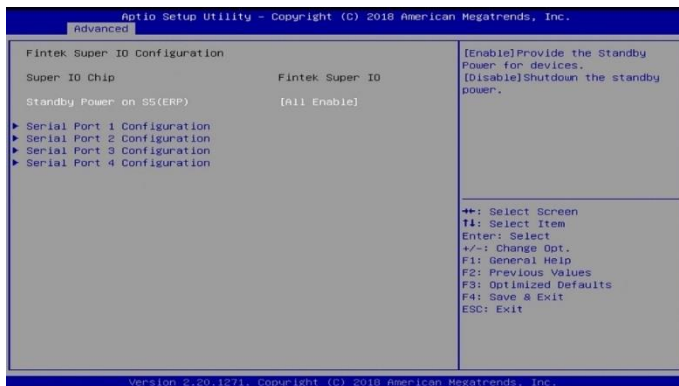 Aptio Setup Utility – Copyright (C) 2018 American Megatrends, Inc.
Advanced
Fintek Super IO Configuration
Super IO Chip Fintek Super IO
Standby Power on S5(ERP) [All Enable]
► Serial Port 1 Configuration
► Serial Port 2 Configuration
► Serial Port 3 Configuration
► Serial Port 4 Configuration
[Enable]Provide the Standby
Power for devices.
[Disable]Shutdown the standby
power.
→←: Select Screen
↑↓: Select Item
Enter: Select
+/-: Change Opt.
F1: General Help
F2: Previous Values
F3: Optimized Defaults
F4: Save & Exit
ESC: Exit
Version 2.20.1271. Copyright (C) 2018 American Megatrends, Inc.